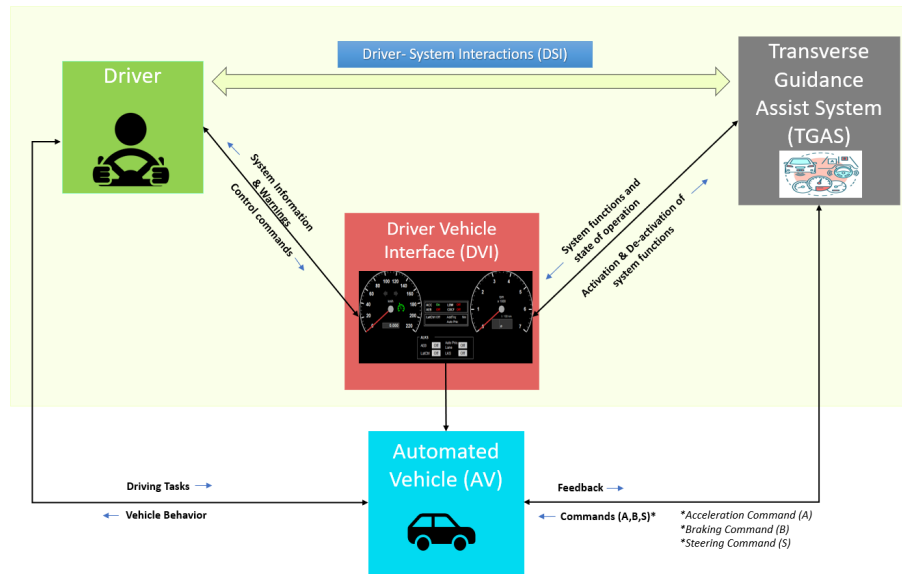 Driver- System Interactions (DSI)
Driver
Transverse
Guidance
Assist System
(TGAS)
System Information
& Warnings
Control commands
Driver Vehicle
Interface (DVI)
System functions and
state of operation
Activation & De-activation of
system functions
Automated
Vehicle (AV)
Driving Tasks
Vehicle Behavior
Feedback
Commands (A,B,S)*
*Acceleration Command (A)
*Braking Command (B)
*Steering Command (S)